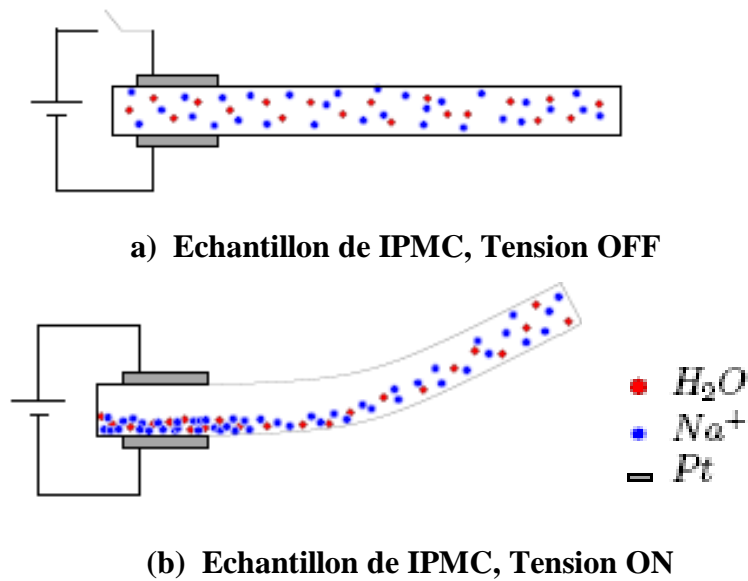 a) Echantillon de IPMC, Tension OFF
H₂O
Na⁺
Pt
(b) Echantillon de IPMC, Tension ON